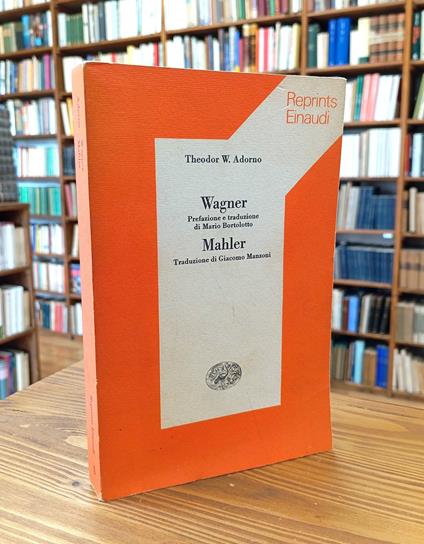 Reprints
Einaudi
Theodor W. Adorno
Wagner
Prefazione e traduzione
di Mario Bortolotto
Mahler
Traduzione di Giacomo Manzoni